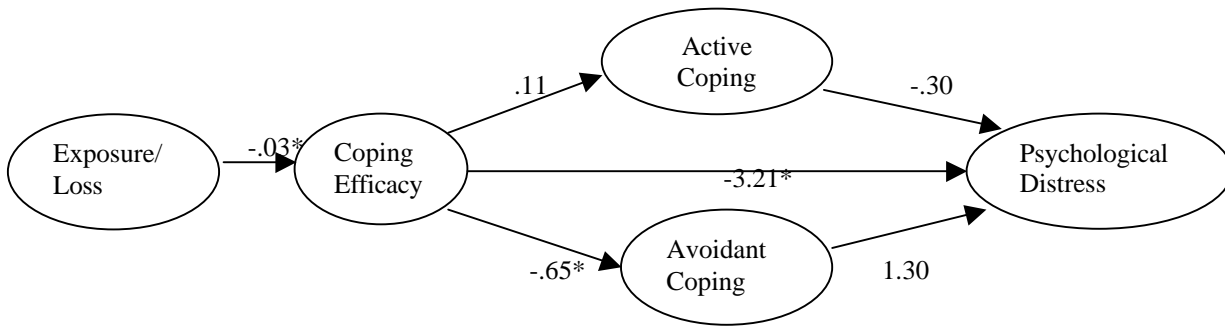 Active
Coping
.11
-.30
Exposure/
Loss
-.03*
Coping
Efficacy
-3.21*
Psychological
Distress
-.65*
Avoidant
Coping
1.30